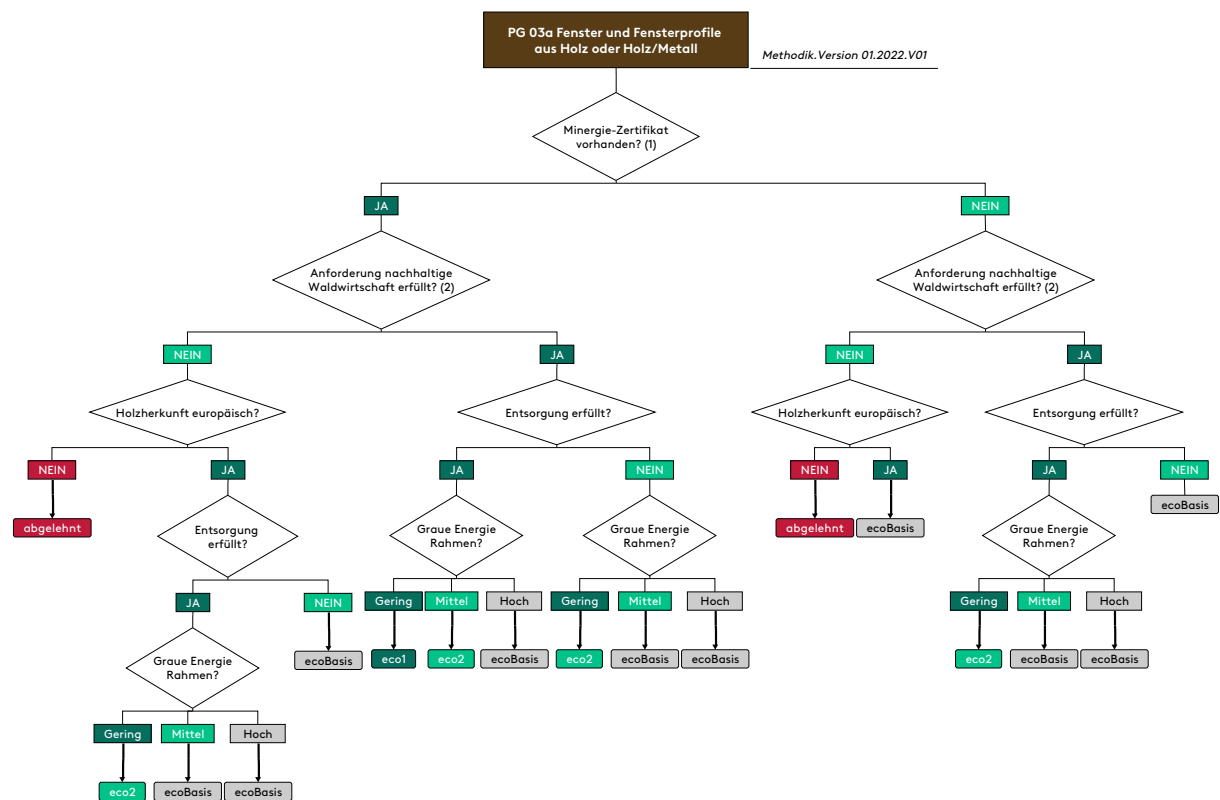 PG 03a Fenster und Fensterprofile
aus Holz oder Holz/Metall
Methodik.Version 01.2022.V01
Minergie-Zertifikat
vorhanden? (1)
JA
NEIN
Anforderung nachhaltige
Waldwirtschaft erfüllt? (2)
Anforderung nachhaltige
Waldwirtschaft erfüllt? (2)
NEIN
JA
NEIN
JA
Holzherkunft europäisch?
Entsorgung erfüllt?
Holzherkunft europäisch?
Entsorgung erfüllt?
NEIN
JA
JA
NEIN
NEIN
JA
JA
NEIN
abgelehnt
Entsorgung
erfüllt?
Graue Energie
Rahmen?
Graue Energie
Rahmen?
abgelehnt
ecoBasis
Graue Energie
Rahmen?
ecoBasis
JA
NEIN
Gering
Mittel
Hoch
Gering
Mittel
Hoch
Gering
Mittel
Hoch
Graue Energie
Rahmen?
ecoBasis
eco1
eco2
ecoBasis
eco2
ecoBasis
ecoBasis
eco2
ecoBasis
ecoBasis
Gering
Mittel
Hoch
eco2
ecoBasis
ecoBasis